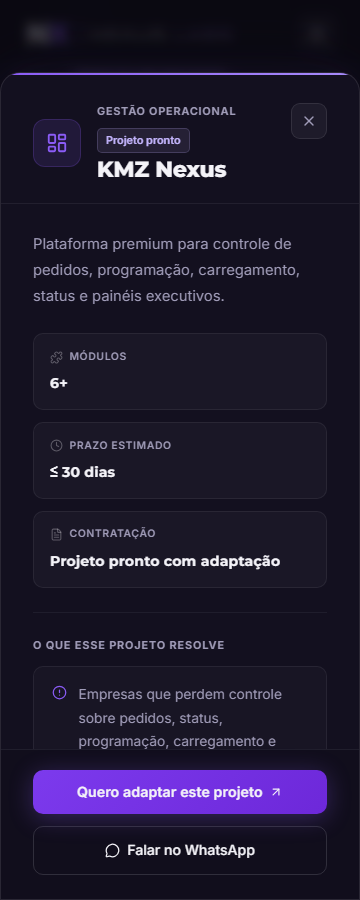 GESTÃO OPERACIONAL
Projeto pronto
KMZ Nexus
Plataforma premium para controle de
pedidos, programação, carregamento,
status e painéis executivos.
MÓDULOS
6+
PRAZO ESTIMADO
≤ 30 dias
CONTRATAÇÃO
Projeto pronto com adaptação
O QUE ESSE PROJETO RESOLVE
Empresas que perdem controle
sobre pedidos, status,
programação, carregamento e
Quero adaptar este projeto
Falar no WhatsApp